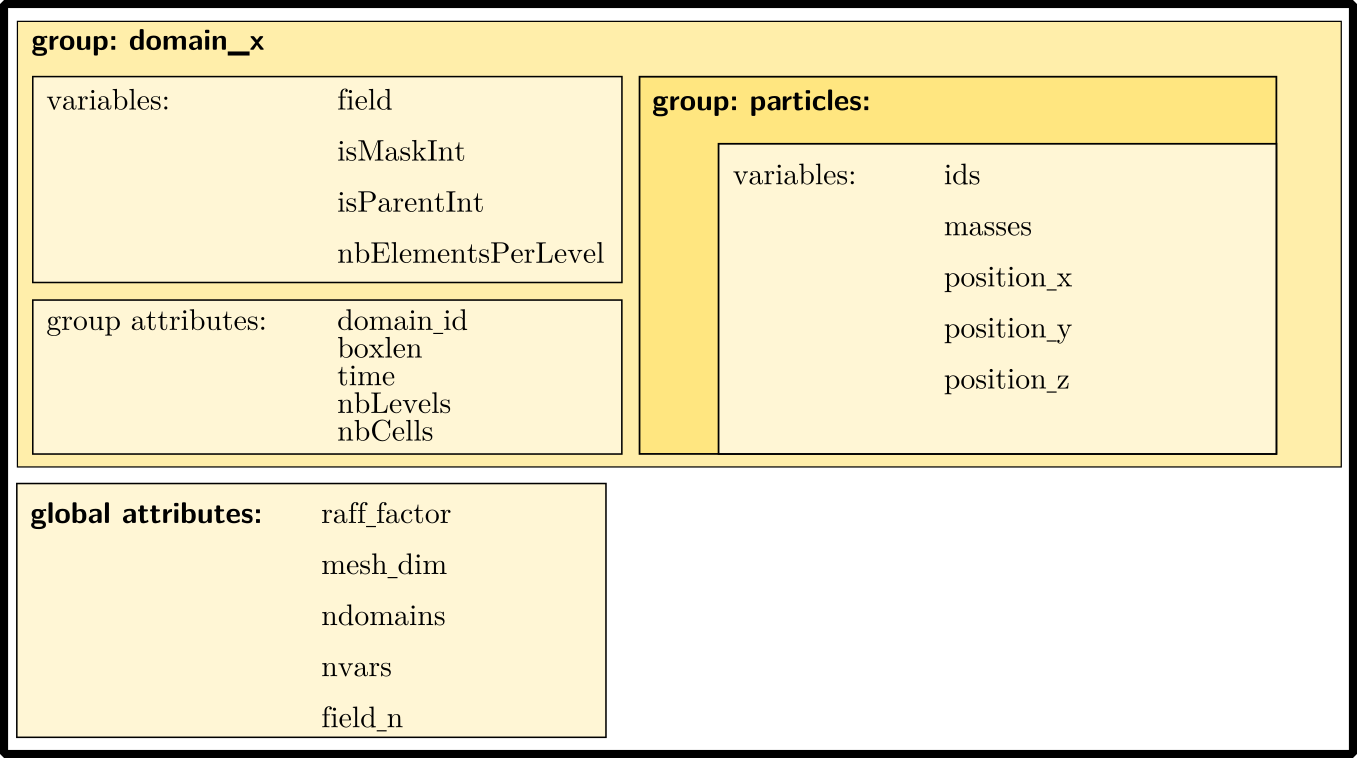 group: domain_x
variables: field
isMaskInt
isParentInt
nbElementsPerLevel
group attributes: domain_id
boxlen
time
nbLevels
nbCells
group: particles:
variables: ids
masses
position_x
position_y
position_z
global attributes: raff_factor
mesh_dim
ndomains
nvars
field_n